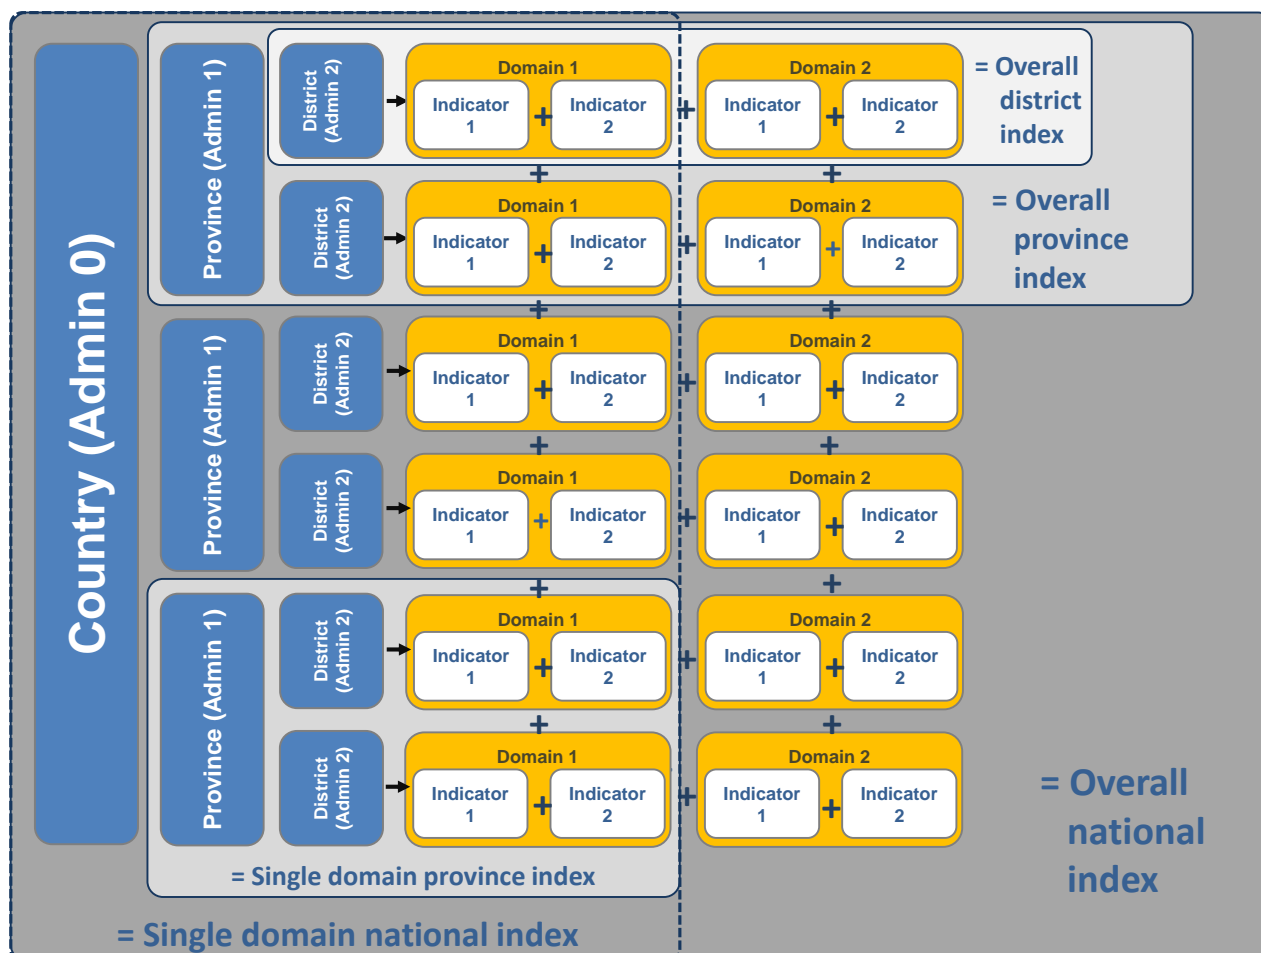 Country (Admin 0)
Province (Admin 1)
District
(Admin 2)
Domain 1
Indicator
1
+
Indicator
2
+
Domain 2
Indicator
1
+
Indicator
2
= Overall
district
index
+
+
District
(Admin 2)
Domain 1
Indicator
1
+
Indicator
2
+
Domain 2
Indicator
1
+
Indicator
2
= Overall
province
index
+
+
Province (Admin 1)
District
(Admin 2)
Domain 1
Indicator
1
+
Indicator
2
+
Domain 2
Indicator
1
+
Indicator
2
+
+
District
(Admin 2)
Domain 1
Indicator
1
+
Indicator
2
+
Domain 2
Indicator
1
+
Indicator
2
+
+
Province (Admin 1)
District
(Admin 2)
Domain 1
Indicator
1
+
Indicator
2
+
Domain 2
Indicator
1
+
Indicator
2
+
+
District
(Admin 2)
Domain 1
Indicator
1
+
Indicator
2
+
Domain 2
Indicator
1
+
Indicator
2
= Overall
national
index
= Single domain province index
= Single domain national index